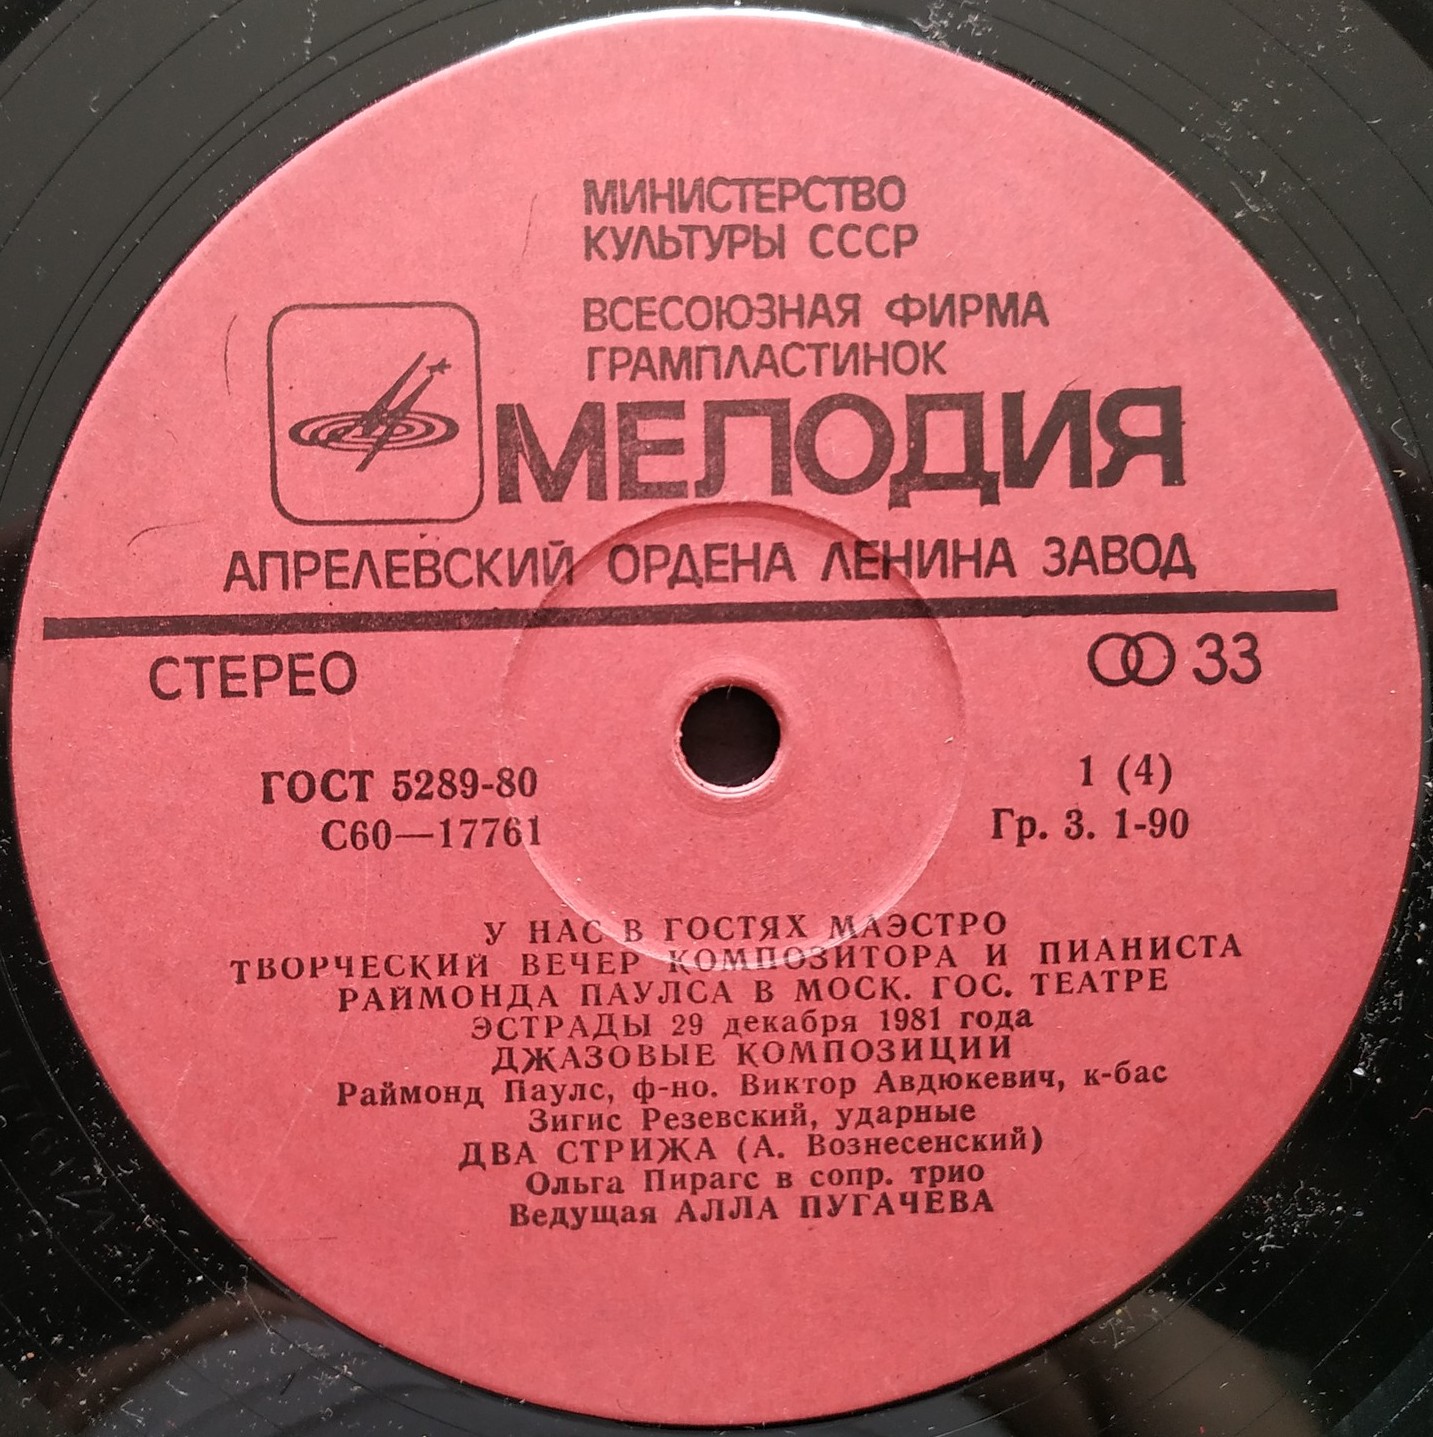 МИНИСТЕРСТВО
КУЛЬТУРЫ СССР
ВСЕСОЮЗНАЯ ФИРМА
ГРАМПЛАСТИНОК
МЕЛОДИЯ
АПРЕЛЕВСКИЙ ОРДЕНА ЛЕНИНА ЗАВОД
СТЕРЕО
33
ГОСТ 5289-80
1 (4)
С60—17761
Гр. 3. 1-90
У НАС В ГОСТЯХ МАЭСТРО
ТВОРЧЕСКИЙ ВЕЧЕР КОМПОЗИТОРА И ПИАНИСТА
РАЙМОНДА ПАУЛСА В МОСК. ГОС. ТЕАТРЕ
ЭСТРАДЫ 29 декабря 1981 года
ДЖАЗОВЫЕ КОМПОЗИЦИИ
Раймонд Паулс, ф-но. Виктор Авдюкевич, к-бас
Зигис Резевский, ударные
ДВА СТРИЖА (А. Вознесенский)
Ольга Пирагс в сопр. трио
Ведущая АЛЛА ПУГАЧЕВА